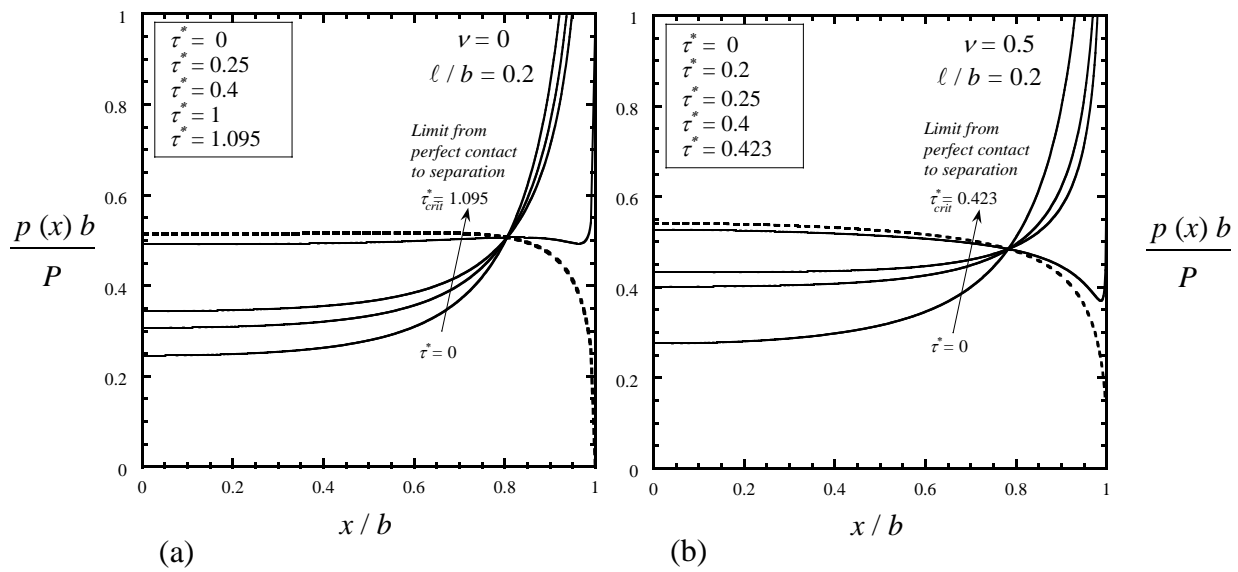 τ* = 0
τ* = 0.25
τ* = 0.4
τ* = 1
τ* = 1.095
ν = 0
ℓ / b = 0.2
Limit from
perfect contact
to separation
τ*crit = 1.095
τ* = 0
p (x) b
P
1
0.8
0.6
0.4
0.2
0
0 0.2 0.4 0.6 0.8 1
x / b
(a)
τ* = 0
τ* = 0.2
τ* = 0.25
τ* = 0.4
τ* = 0.423
ν = 0.5
ℓ / b = 0.2
Limit from
perfect contact
to separation
τ*crit = 0.423
τ* = 0
1
0.8
0.6
0.4
0.2
0
0 0.2 0.4 0.6 0.8 1
x / b
(b)
p (x) b
P